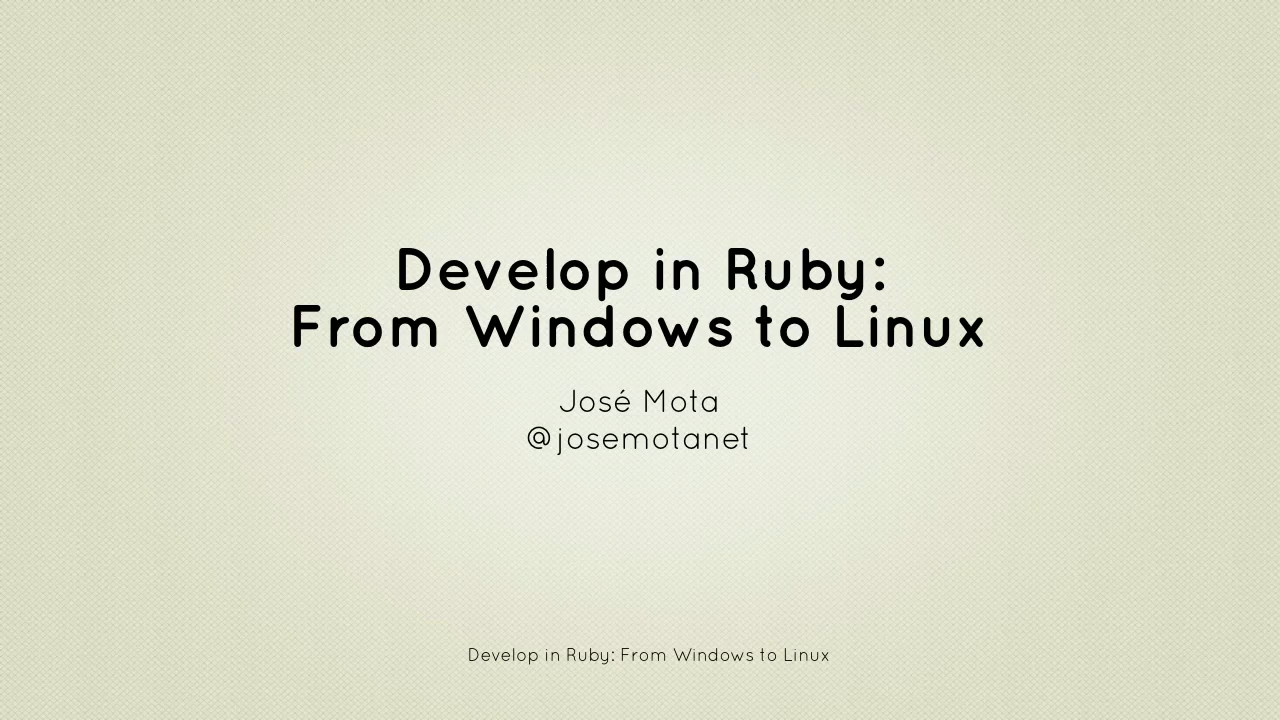 Develop in Ruby:
From Windows to Linux
José Mota
@josemotanet
Develop in Ruby: From Windows to Linux